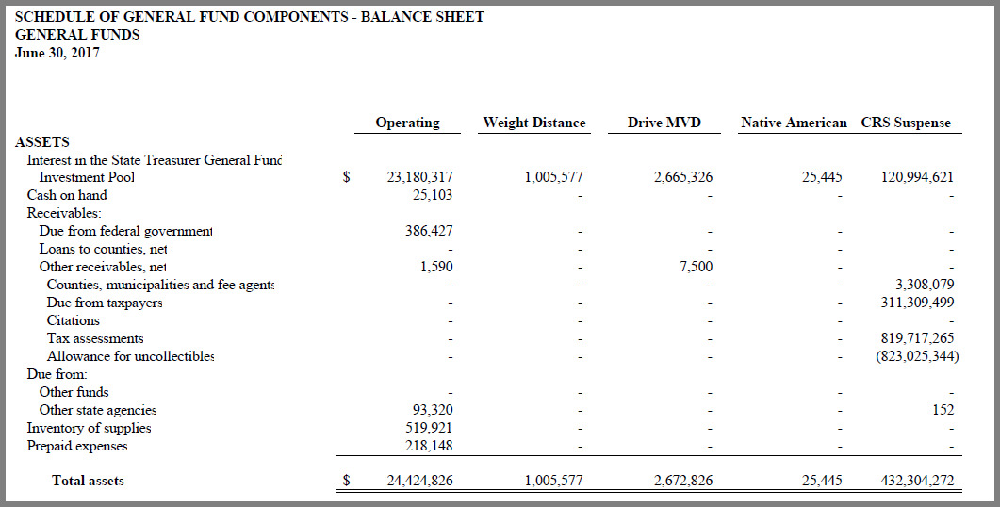 SCHEDULE OF GENERAL FUND COMPONENTS - BALANCE SHEET
GENERAL FUNDS
June 30, 2017
Operating Weight Distance Drive MVD Native American CRS Suspense
ASSETS
Interest in the State Treasurer General Fund
Investment Pool $ 23,180,317 1,005,577 2,665,326 25,445 120,994,621
Cash on hand 25,103 - - - -
Receivables:
Due from federal government 386,427 - - - -
Loans to counties, net - - - - -
Other receivables, net 1,590 - 7,500 - -
Counties, municipalities and fee agents - - - - 3,308,079
Due from taxpayers - - - - 311,309,499
Citations - - - - -
Tax assessments - - - - 819,717,265
Allowance for uncollectibles - - - - (823,025,344)
Due from:
Other funds - - - - -
Other state agencies 93,320 - - - 152
Inventory of supplies 519,921 - - - -
Prepaid expenses 218,148 - - - -
Total assets $ 24,424,826 1,005,577 2,672,826 25,445 432,304,272